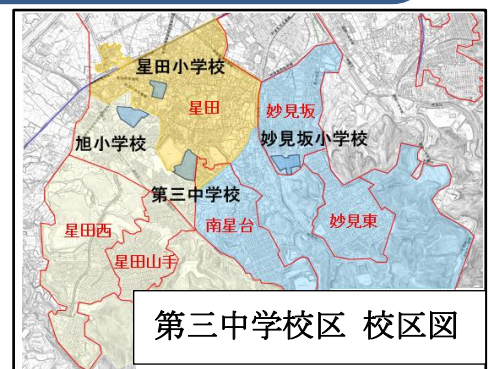 星田小学校
星田
妙見坂
旭小学校
妙見坂小学校
第三中学校
南星台
妙見東
星田西
星田山手
第三中学校区 校区図